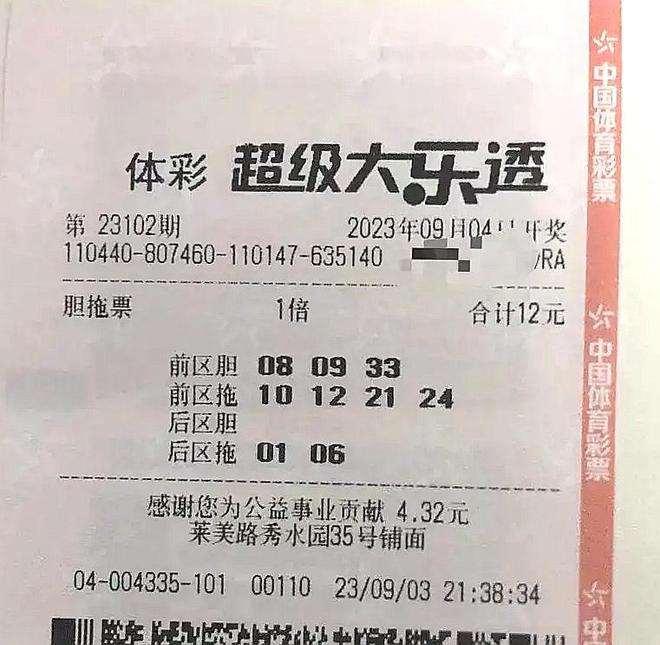 体彩 超级大乐透
第 23102期 2023年09月04日开奖
110440-807460-110147-635140 /RA
胆拖票 1倍 合计12元
前区胆 08 09 33
前区拖 10 12 21 24
后区胆
后区拖 01 06
感谢您为公益事业贡献 4.32元
莱美路秀水园35号铺面
04-004335-101 00110 23/09/03 21:38:34
中国体育彩票
中国体育彩票